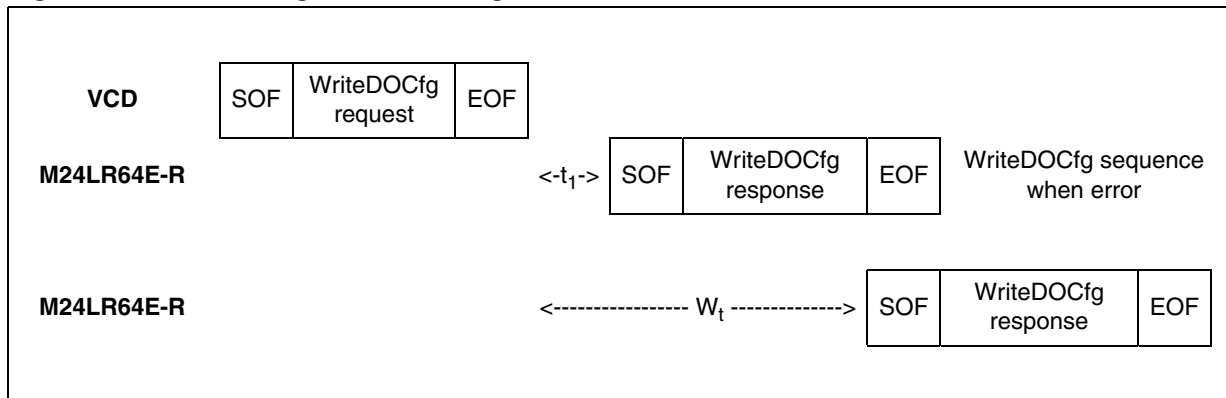 VCD SOF WriteDOCfg request EOF
M24LR64E-R <-t1-> SOF WriteDOCfg response EOF WriteDOCfg sequence when error
M24LR64E-R <----------------- Wt --------------> SOF WriteDOCfg response EOF